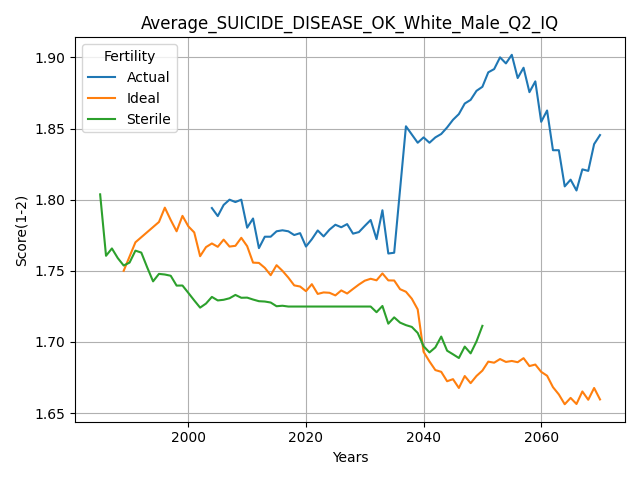 Average_SUICIDE_DISEASE_OK_White_Male_Q2_IQ
Fertility
Actual
Ideal
Sterile
Score(1-2)
1.90
1.85
1.80
1.75
1.70
1.65
2000 2020 2040 2060
Years